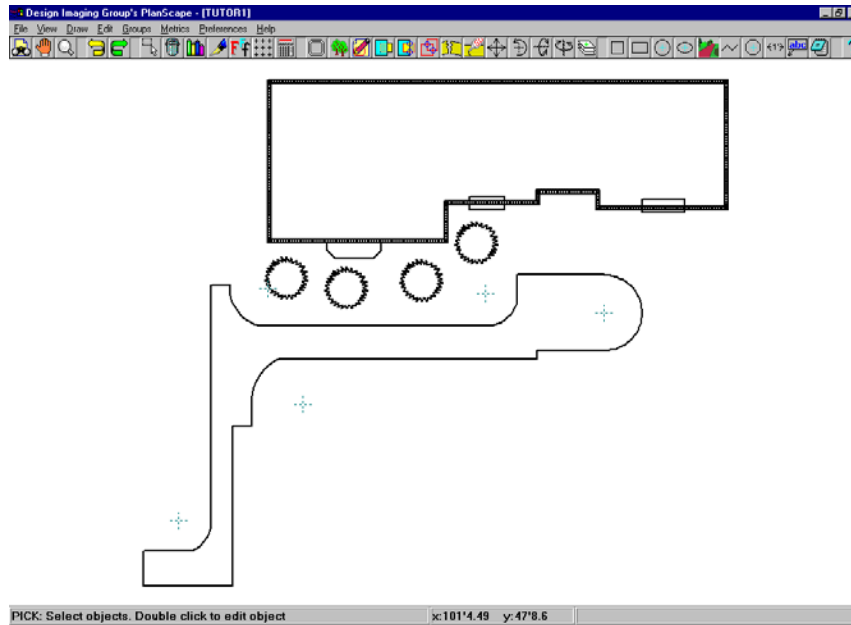 Design Imaging Group's PlanScape - [TUTOR1]
File View Draw Edit Groups Metrics Preferences Help
abc
PICK: Select objects. Double click to edit object x:101'4.49 y:47'8.6